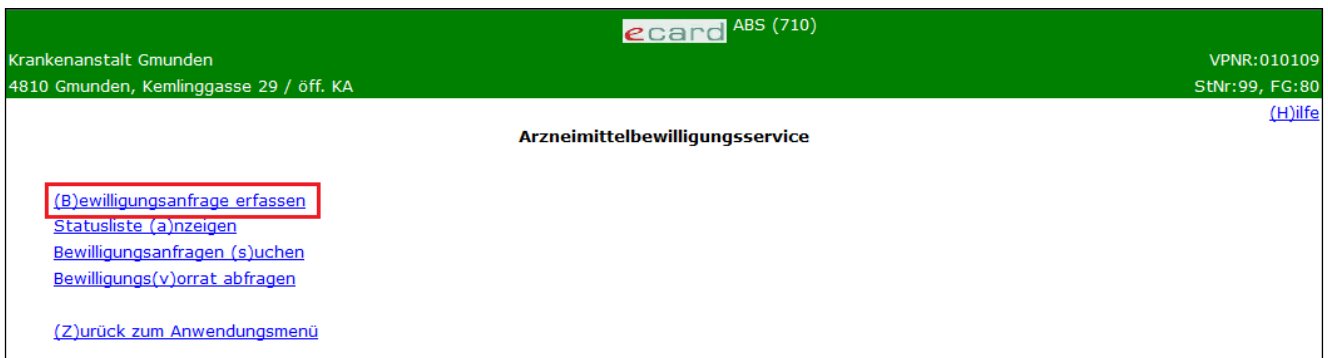 ecard ABS (710)
Krankenanstalt Gmunden VPNR:010109
4810 Gmunden, Kemlinggasse 29 / öff. KA StNr:99, FG:80
(H)ilfe
Arzneimittelbewilligungsservice
(B)ewilligungsanfrage erfassen
Statusliste (a)nzeigen
Bewilligungsanfragen (s)uchen
Bewilligungs(v)orrat abfragen
(Z)urück zum Anwendungsmenü